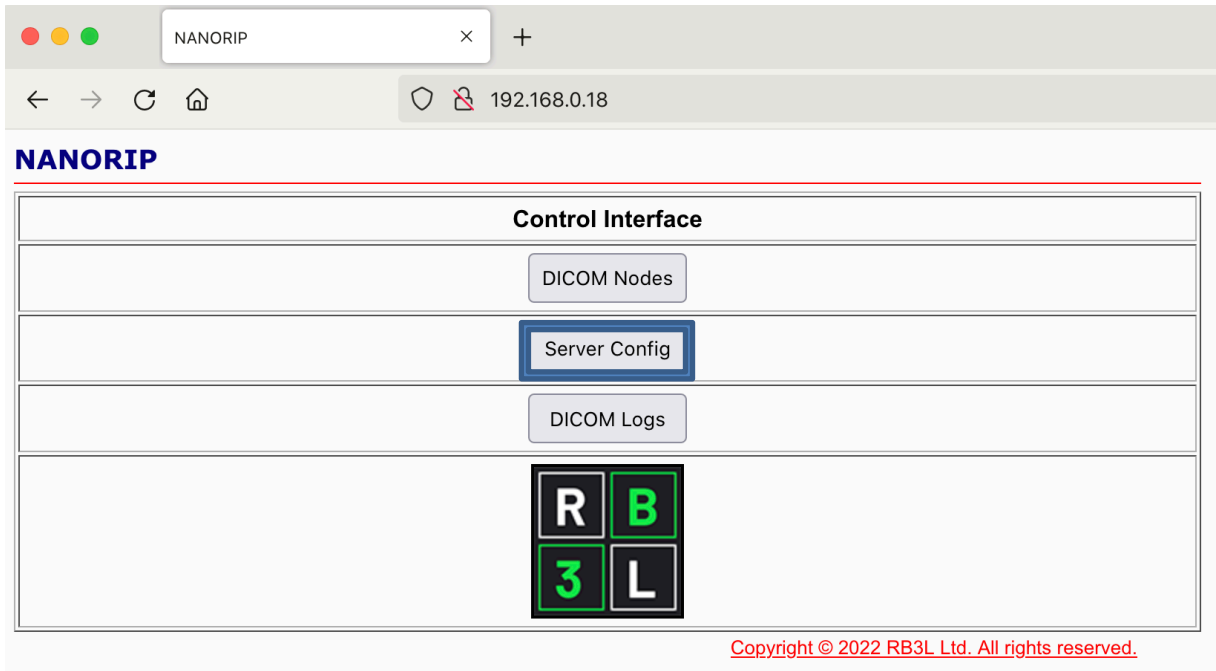 NANORIP
192.168.0.18
NANORIP
Control Interface
DICOM Nodes
Server Config
DICOM Logs
R B
3 L
Copyright © 2022 RB3L Ltd. All rights reserved.